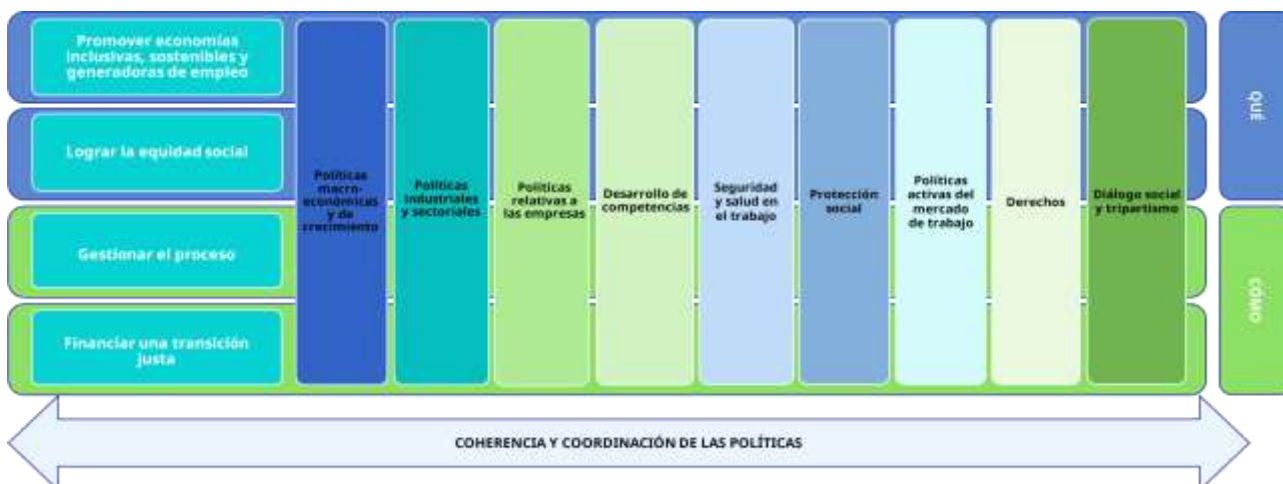 Promover economías
inclusivas, sostenibles y
generadoras de empleo
Lograr la equidad social
Gestionar el proceso
Financiar una transición
justa
Políticas
macro-
económicas
y de
crecimiento
Políticas
industriales
y sectoriales
Políticas
relativas a
las empresas
Desarrollo de
competencias
Seguridad
y salud en
el trabajo
Protección
social
Políticas
activas del
mercado
de trabajo
Derechos
Diálogo social
y tripartismo
QUÉ
CÓMO
COHERENCIA Y COORDINACIÓN DE LAS POLÍTICAS